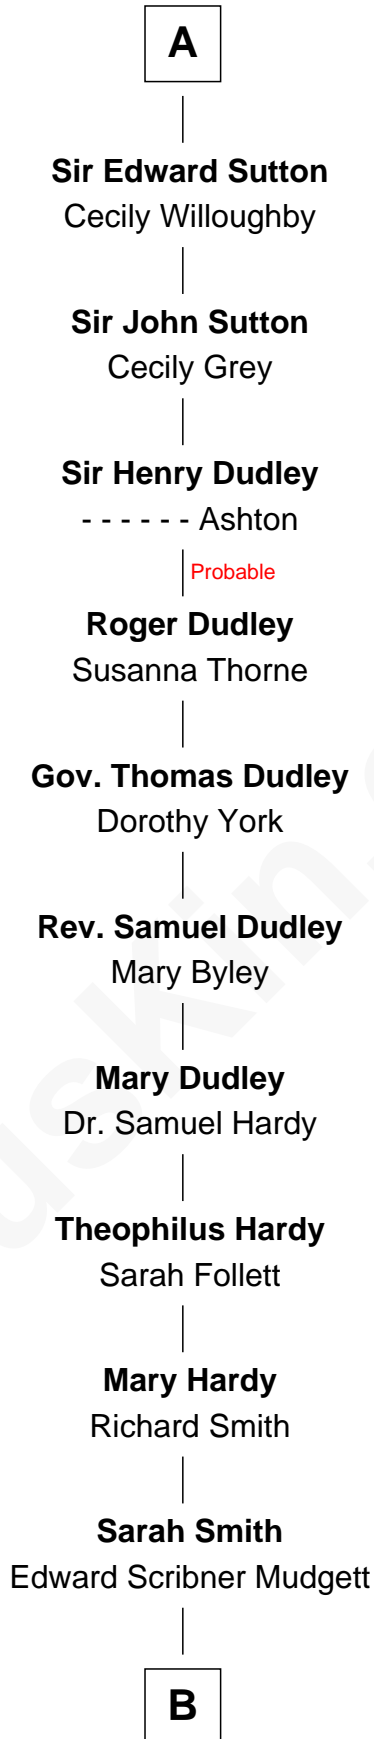 A
Sir Edward Sutton
Cecily Willoughby
Sir John Sutton
Cecily Grey
Sir Henry Dudley
- - - - - - Ashton
Probable
Roger Dudley
Susanna Thorne
Gov. Thomas Dudley
Dorothy York
Rev. Samuel Dudley
Mary Byley
Mary Dudley
Dr. Samuel Hardy
Theophilus Hardy
Sarah Follett
Mary Hardy
Richard Smith
Sarah Smith
Edward Scribner Mudgett
B